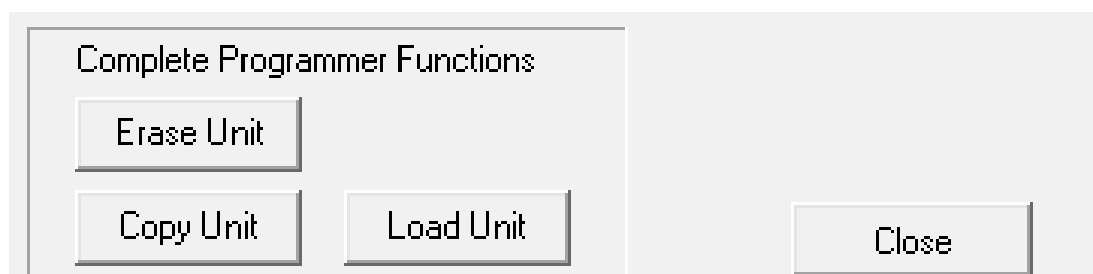 Complete Programmer Functions
Erase Unit
Copy Unit Load Unit
Close